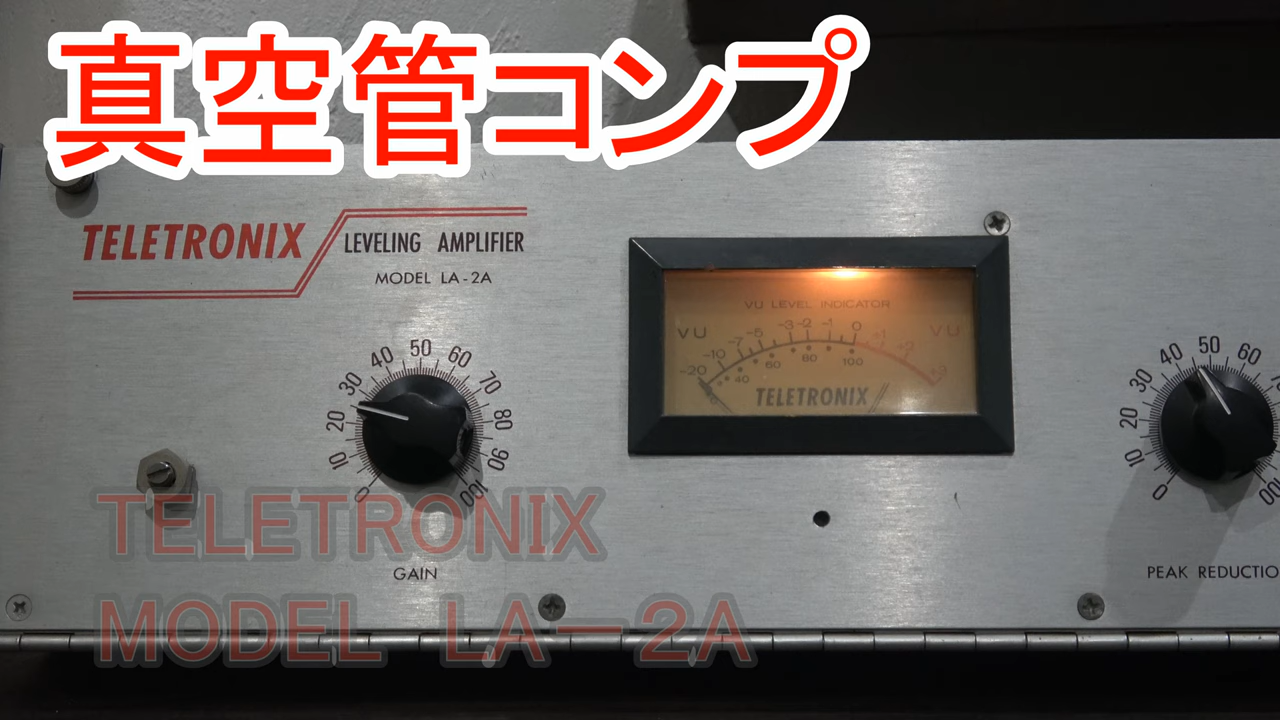 真空管コンプ
TELETRONIX
LEVELING AMPLIFIER
MODEL LA-2A
VU LEVEL INDICATOR
VU
VU
-20 -10 -7 -5 -3 -2 -1 0 +1 +2 +3
40 60 80 100
TELETRONIX
0 10 20 30 40 50 60 70 80 90 100
GAIN
0 10 20 30 40 50 60 70 100
PEAK REDUCTIO
TELETRONIX
MODEL LA-2A